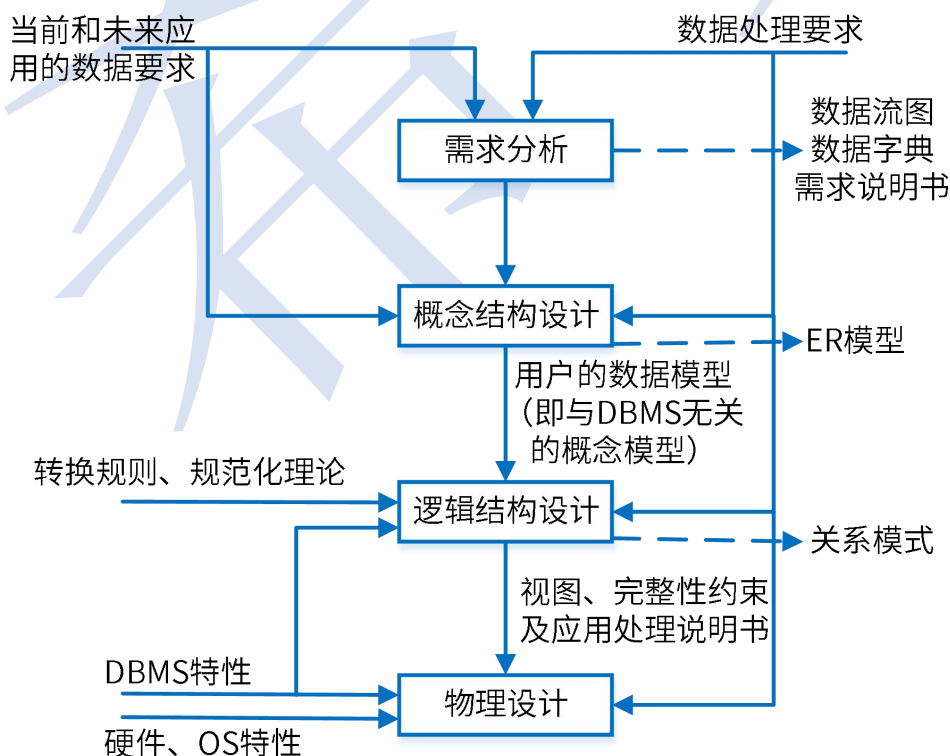 当前和未来应
用的数据要求
数据处理要求
需求分析
数据流图
数据字典
需求说明书
概念结构设计
ER模型
用户的数据模型
（即与DBMS无关
的概念模型）
转换规则、规范化理论
逻辑结构设计
关系模式
视图、完整性约束
及应用处理说明书
DBMS特性
物理设计
硬件、OS特性